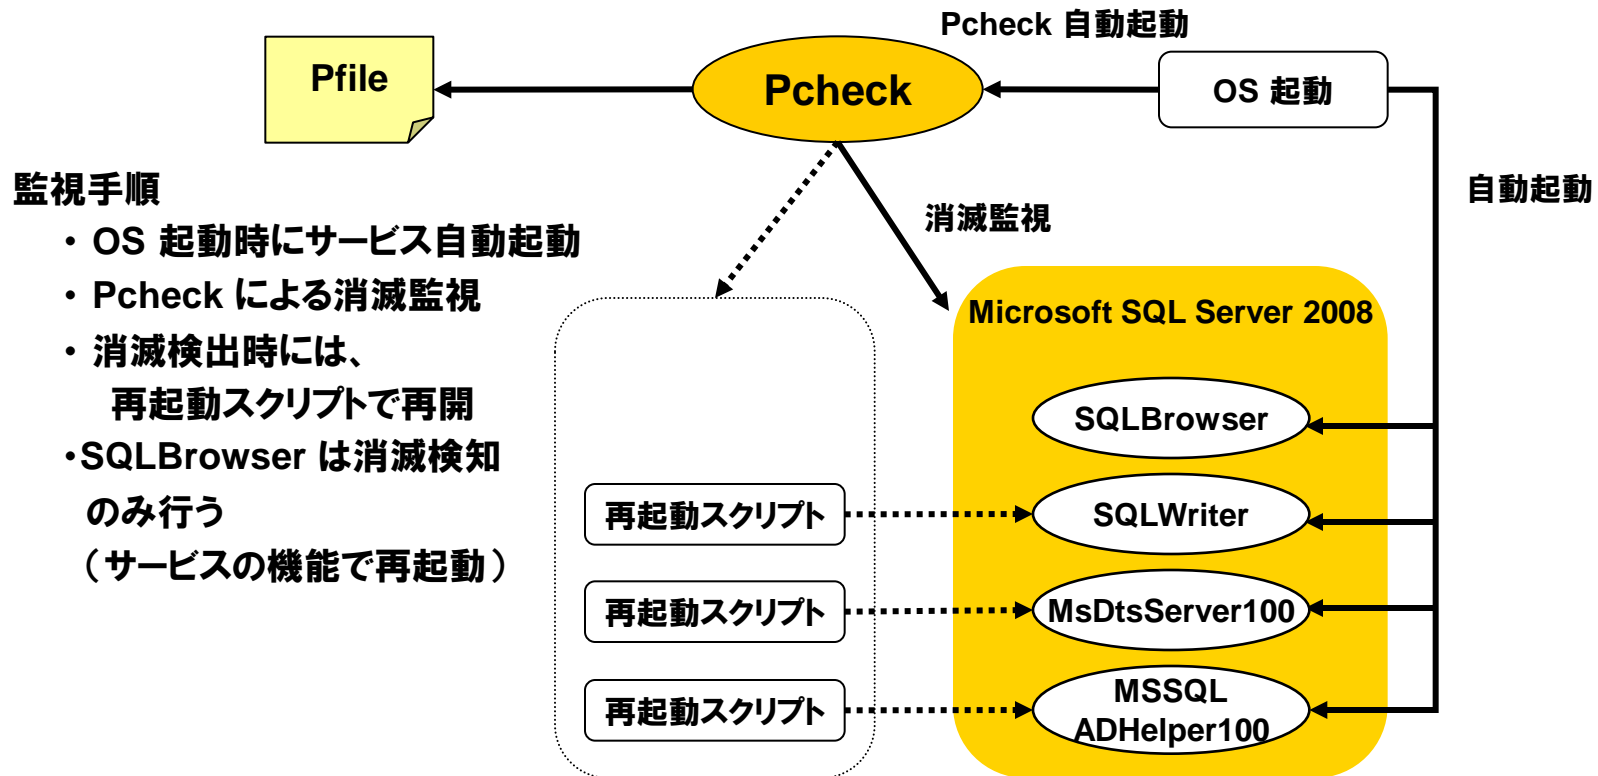 Pcheck 自動起動
Pfile
Pcheck
OS 起動
監視手順
・ OS 起動時にサービス自動起動
・ Pcheck による消滅監視
・ 消滅検出時には、
再起動スクリプトで再開
・SQLBrowser は消滅検知
のみ行う
（サービスの機能で再起動）
消滅監視
自動起動
Microsoft SQL Server 2008
SQLBrowser
再起動スクリプト
SQLWriter
再起動スクリプト
MsDtsServer100
再起動スクリプト
MSSQL
ADHelper100